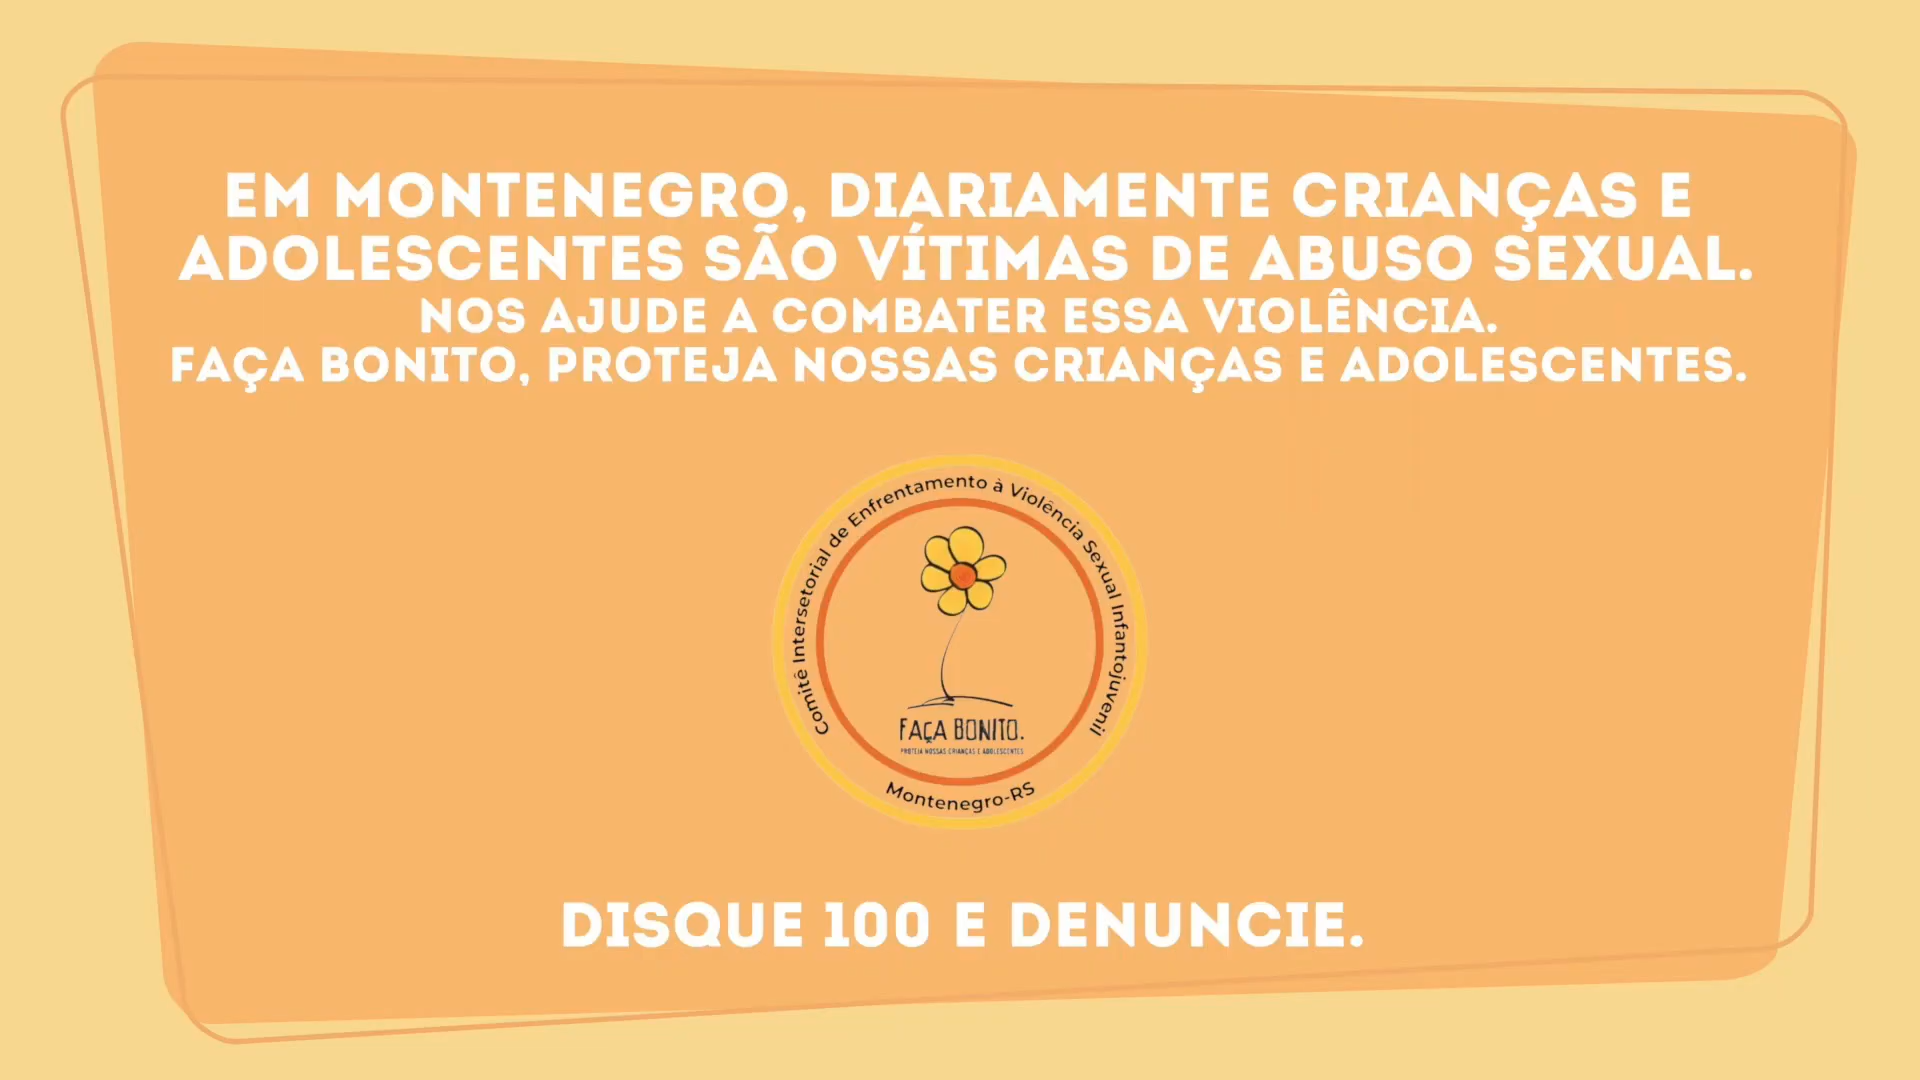 EM MONTENEGRO, DIARIAMENTE CRIANÇAS E
ADOLESCENTES SÃO VÍTIMAS DE ABUSO SEXUAL.
NOS AJUDE A COMBATER ESSA VIOLÊNCIA.
FAÇA BONITO, PROTEJA NOSSAS CRIANÇAS E ADOLESCENTES.
Comitê Intersetorial de Enfrentamento à Violência Sexual Infantojuvenil
FAÇA BONITO.
PROTEJA NOSSAS CRIANÇAS E ADOLESCENTES
Montenegro-RS
DISQUE 100 E DENUNCIE.